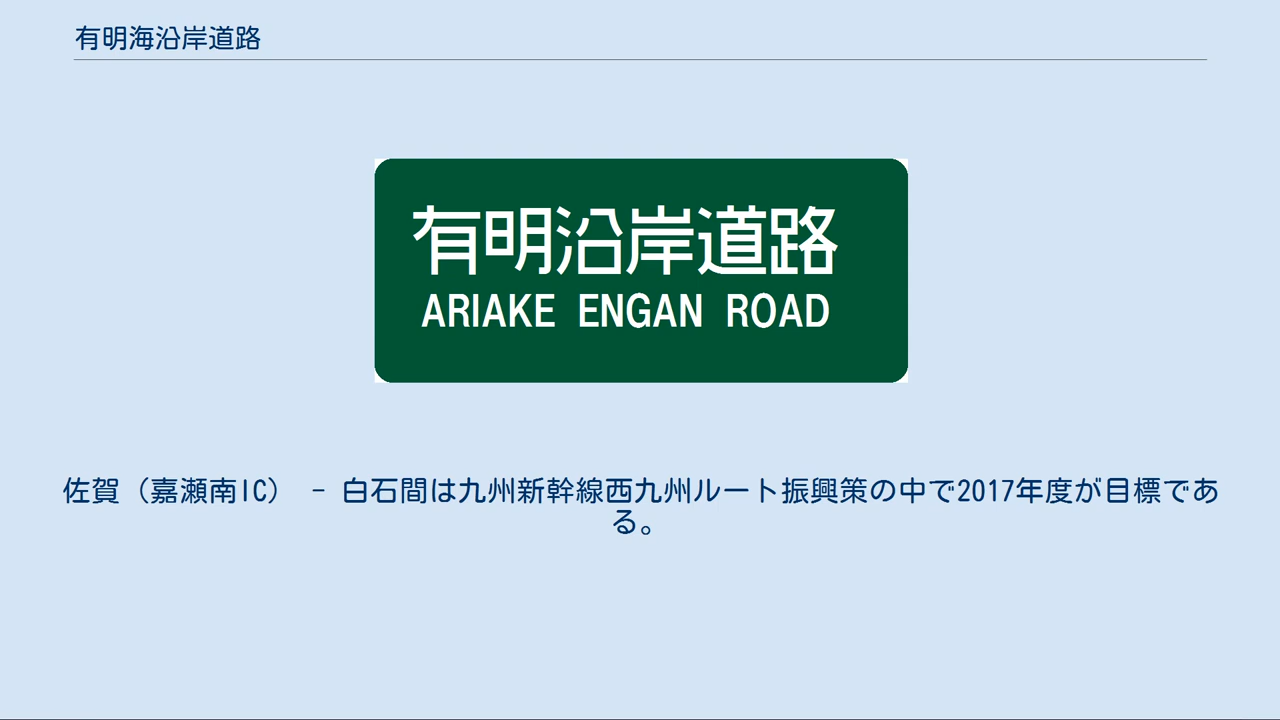 有明海沿岸道路
有明沿岸道路
ARIAKE ENGAN ROAD
佐賀（嘉瀬南IC） - 白石間は九州新幹線西九州ルート振興策の中で2017年度が目標であ
る。